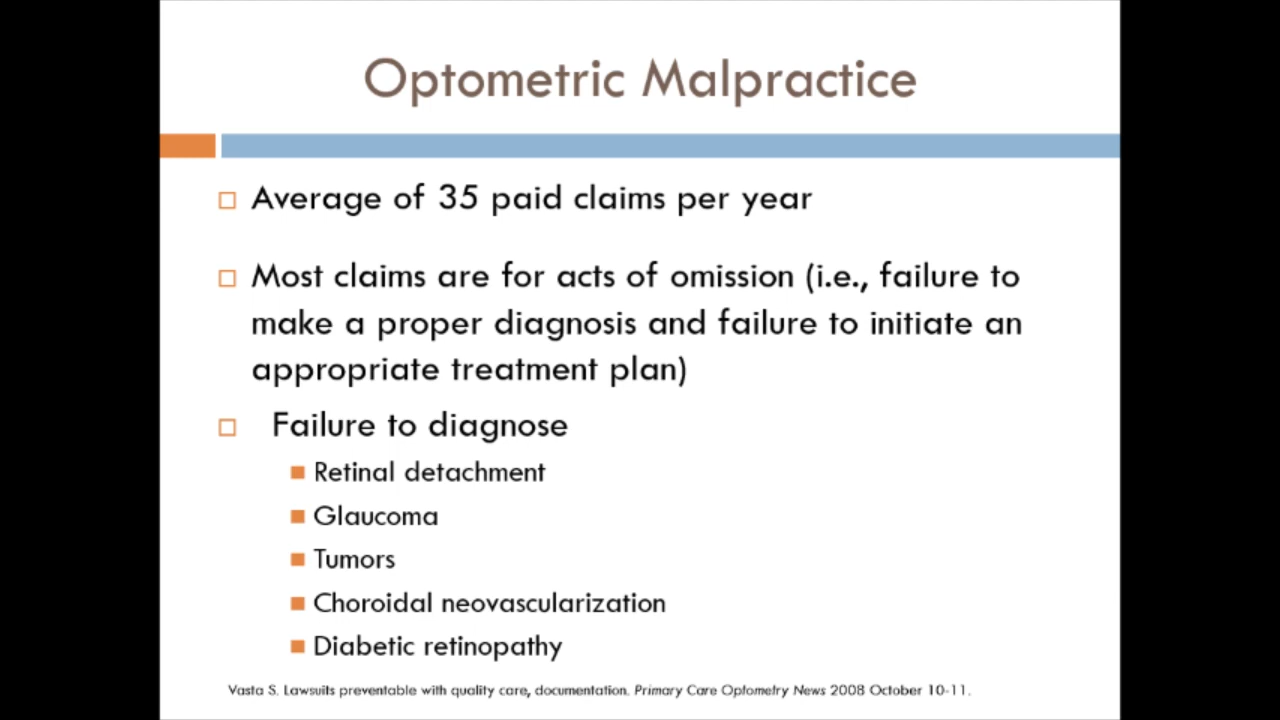 Optometric Malpractice
Average of 35 paid claims per year
Most claims are for acts of omission (i.e., failure to
make a proper diagnosis and failure to initiate an
appropriate treatment plan)
Failure to diagnose
Retinal detachment
Glaucoma
Tumors
Choroidal neovascularization
Diabetic retinopathy
Vasta S. Lawsuits preventable with quality care, documentation. Primary Care Optometry News 2008 October 10-11.